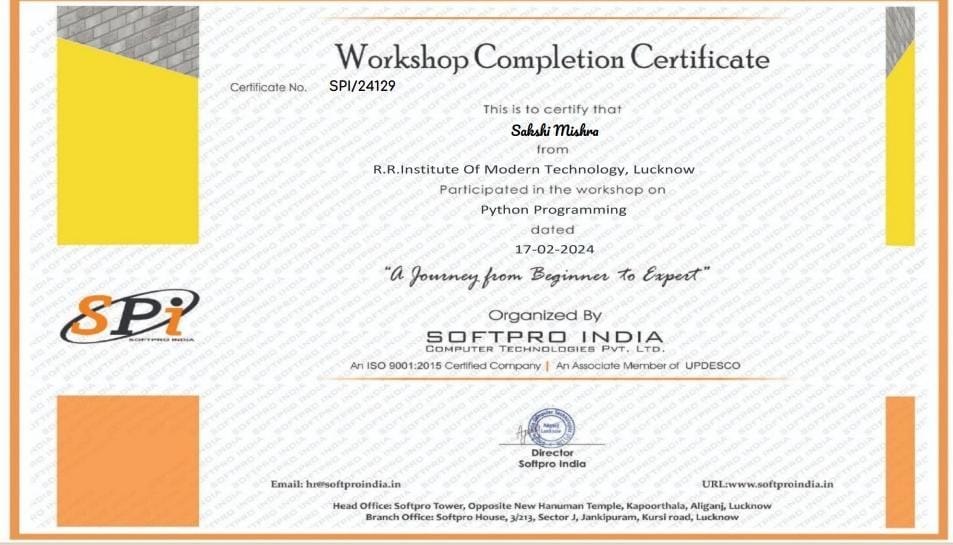 Workshop Completion Certificate
Certificate No. SPI/24129
This is to certify that
Sakshi Mishra
from
R.R.Institute Of Modern Technology, Lucknow
Participated in the workshop on
Python Programming
dated
17-02-2024
"A Journey from Beginner to Expert"
SPi
SOFTPRO INDIA
Organized By
SOFTPRO INDIA
COMPUTER TECHNOLOGIES PVT. LTD.
An ISO 9001:2015 Certified Company | An Associate Member of UPDESCO
Director
Softpro India
Email: hr@softproindia.in URL:www.softproindia.in
Head Office: Softpro Tower, Opposite New Hanuman Temple, Kapoorthala, Aliganj, Lucknow
Branch Office: Softpro House, 3/213, Sector J, Jankipuram, Kursi road, Lucknow